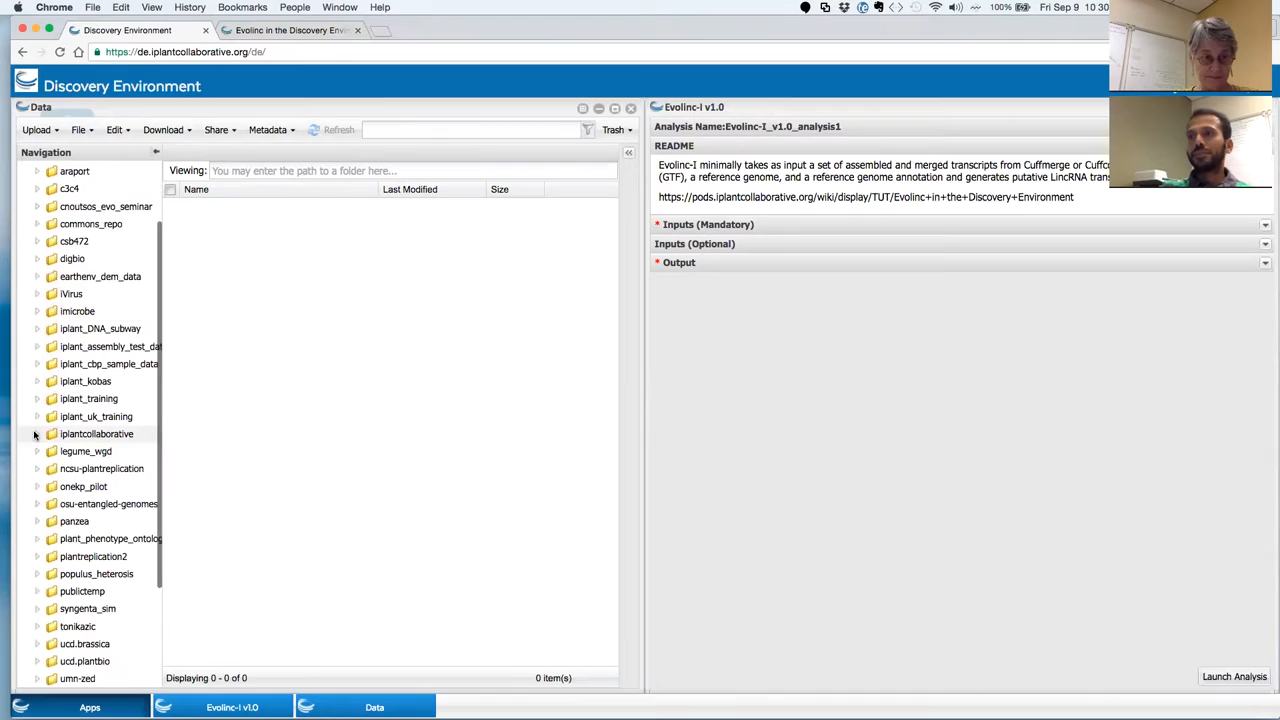 Chrome File Edit View History Bookmarks People Window Help 100% Fri Sep 9 10:30
Discovery Environment × Evolinc in the Discovery Envi ×
https://de.iplantcollaborative.org/de/
Discovery Environment
Data
Upload File Edit Download Share Metadata Refresh Trash
Navigation
araport
c3c4
cnoutsos_evo_seminar
commons_repo
csb472
digbio
earthenv_dem_data
iVirus
imicrobe
iplant_DNA_subway
iplant_assembly_test_dat
iplant_cbp_sample_data
iplant_kobas
iplant_training
iplant_uk_training
iplantcollaborative
legume_wgd
ncsu-plantreplication
onekp_pilot
osu-entangled-genomes
panzea
plant_phenotype_ontolog
plantreplication2
populus_heterosis
publictemp
syngenta_sim
tonikazic
ucd.brassica
ucd.plantbio
umn-zed
Viewing: You may enter the path to a folder here...
Name Last Modified Size
Displaying 0 - 0 of 0 0 item(s)
Evolinc-I v1.0
Analysis Name:Evolinc-I_v1.0_analysis1
README
Evolinc-I minimally takes as input a set of assembled and merged transcripts from Cuffmerge or Cuffco
(GTF), a reference genome, and a reference genome annotation and generates putative LincRNA tran
https://pods.iplantcollaborative.org/wiki/display/TUT/Evolinc+in+the+Discovery+Environment
* Inputs (Mandatory)
Inputs (Optional)
* Output
Launch Analysis
Apps Evolinc-I v1.0 Data